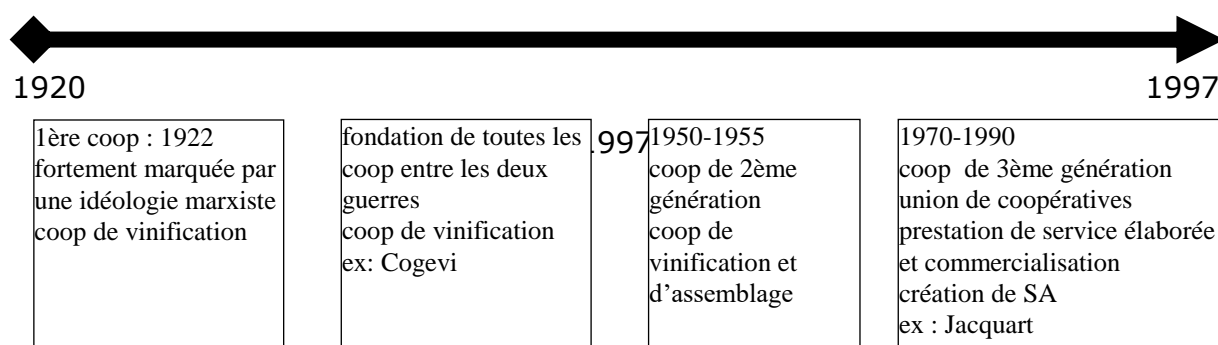 1920
1997
1ère coop : 1922
fortement marquée par
une idéologie marxiste
coop de vinification
fondation de toutes les
coop entre les deux
guerres
coop de vinification
ex: Cogevi
1997
1950-1955
coop de 2ème
génération
coop de
vinification et
d’assemblage
1970-1990
coop de 3ème génération
union de coopératives
prestation de service élaborée
et commercialisation
création de SA
ex : Jacquart